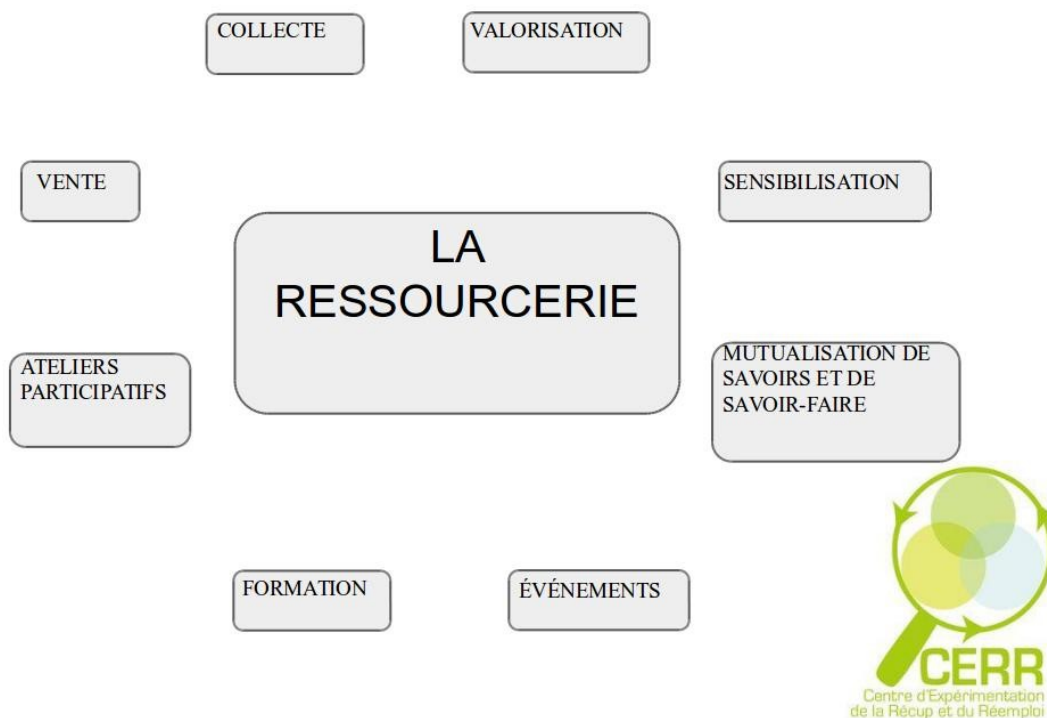 COLLECTE
VALORISATION
VENTE
SENSIBILISATION
LA
RESSOURCERIE
ATELIERS
PARTICIPATIFS
MUTUALISATION DE
SAVOIRS ET DE
SAVOIR-FAIRE
FORMATION
ÉVÉNEMENTS
CERR
Centre d'Expérimentation
de la Récup et du Réemploi